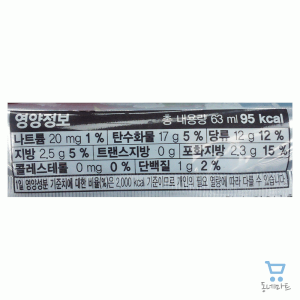 영양정보 총 내용량 63 ml 95 kcal
나트륨 20 mg 1% 탄수화물 17 g 5% 당류 12 g 12%
지방 2.5 g 5% 트랜스지방 0 g 포화지방 2.3 g 15%
콜레스테롤 0 mg 0% 단백질 1 g 2%
1일 영양성분 기준치에 대한 비율(%)은 2,000 kcal 기준이므로 개인의 필요 열량에 따라 다를 수 있습니다.
동네마트